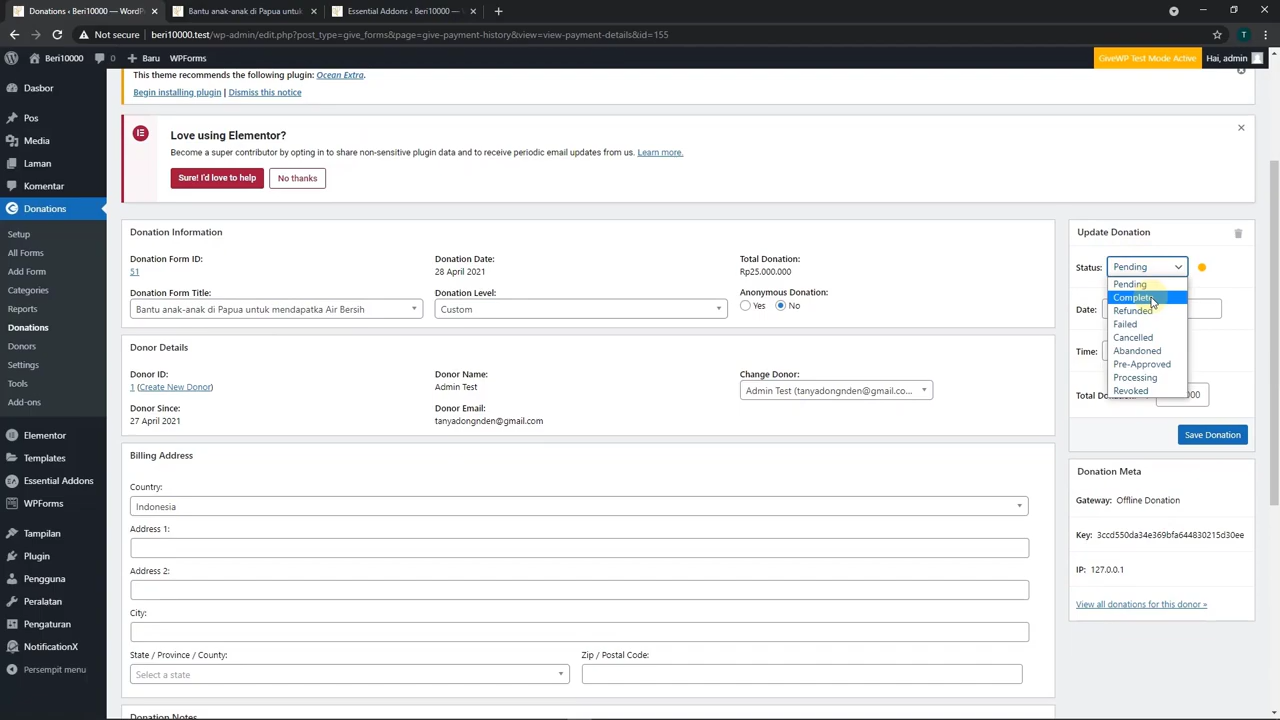 Donations ‹ Beri10000 — WordPr
Bantu anak-anak di Papua untul
Essential Addons ‹ Beri10000 —
Not secure
beri10000.test/wp-admin/edit.php?post_type=give_forms&page=give-payment-history&view=view-payment-details&id=155
T
Beri10000
Baru
WPForms
GiveWP Test Mode Active
Hai, admin
Dasbor
Pos
Media
Laman
Komentar
Donations
Setup
All Forms
Add Form
Categories
Reports
Donations
Donors
Settings
Tools
Add-ons
Elementor
Templates
Essential Addons
WPForms
Tampilan
Plugin
Pengguna
Peralatan
Pengaturan
NotificationX
Persempit menu
This theme recommends the following plugin: Ocean Extra.
Begin installing plugin | Dismiss this notice
Love using Elementor?
Become a super contributor by opting in to share non-sensitive plugin data and to receive periodic email updates from us. Learn more.
Sure! I'd love to help
No thanks
Donation Information
Donation Form ID:
51
Donation Date:
28 April 2021
Total Donation:
Rp25.000.000
Donation Form Title:
Bantu anak-anak di Papua untuk mendapatka Air Bersih
Donation Level:
Custom
Anonymous Donation:
Yes
No
Donor Details
Donor ID:
1 (Create New Donor)
Donor Name:
Admin Test
Change Donor:
Admin Test (tanyadongnden@gmail.co...
Donor Since:
27 April 2021
Donor Email:
tanyadongnden@gmail.com
Billing Address
Country:
Indonesia
Address 1:
Address 2:
City:
State / Province / County:
Select a state
Zip / Postal Code:
Donation Notes
Update Donation
Status:
Pending
Pending
Complete
Refunded
Failed
Cancelled
Abandoned
Pre-Approved
Processing
Revoked
Date:
Time:
Total Don
000
Save Donation
Donation Meta
Gateway: Offline Donation
Key: 3ccd550da34e369bfa644830215d30ee
IP: 127.0.0.1
View all donations for this donor »